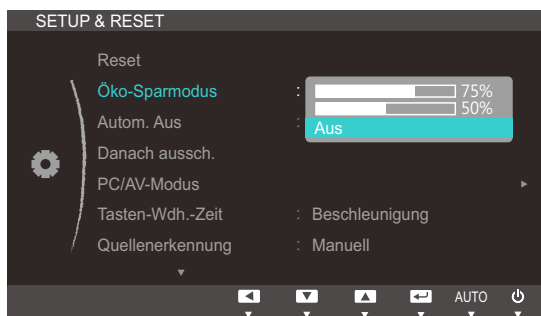 SETUP & RESET
Reset
Öko-Sparmodus :
75%
50%
Aus
Autom. Aus :
Danach aussch.
PC/AV-Modus
Tasten-Wdh.-Zeit : Beschleunigung
Quellenerkennung : Manuell
AUTO